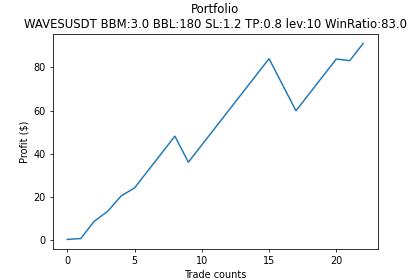 Portfolio
WAVESUSDT BBM:3.0 BBL:180 SL:1.2 TP:0.8 lev:10 WinRatio:83.0
Profit ($)
80
60
40
20
0
0 5 10 15 20
Trade counts